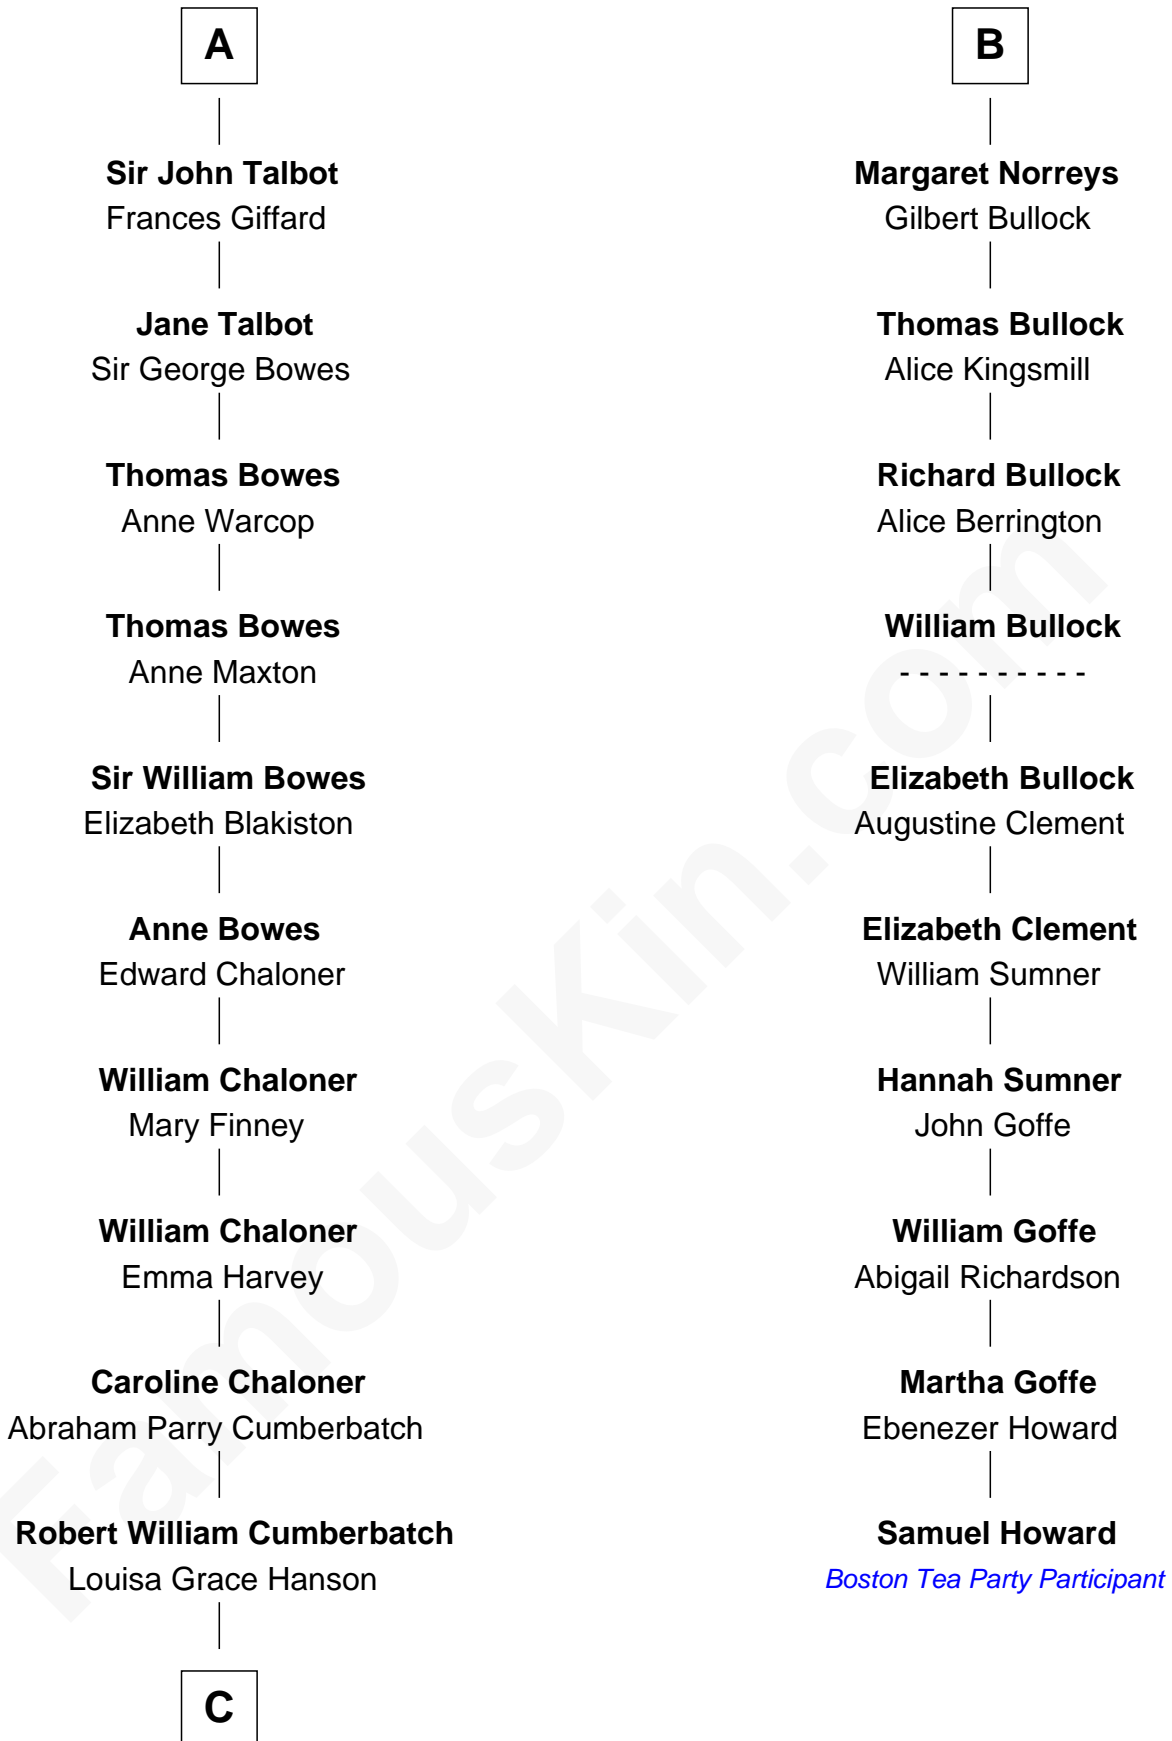 A
Sir John Talbot
Frances Giffard
Jane Talbot
Sir George Bowes
Thomas Bowes
Anne Warcop
Thomas Bowes
Anne Maxton
Sir William Bowes
Elizabeth Blakiston
Anne Bowes
Edward Chaloner
William Chaloner
Mary Finney
William Chaloner
Emma Harvey
Caroline Chaloner
Abraham Parry Cumberbatch
Robert William Cumberbatch
Louisa Grace Hanson
C
B
Margaret Norreys
Gilbert Bullock
Thomas Bullock
Alice Kingsmill
Richard Bullock
Alice Berrington
William Bullock
- - - - - - - - - -
Elizabeth Bullock
Augustine Clement
Elizabeth Clement
William Sumner
Hannah Sumner
John Goffe
William Goffe
Abigail Richardson
Martha Goffe
Ebenezer Howard
Samuel Howard
Boston Tea Party Participant
FamousKin.com